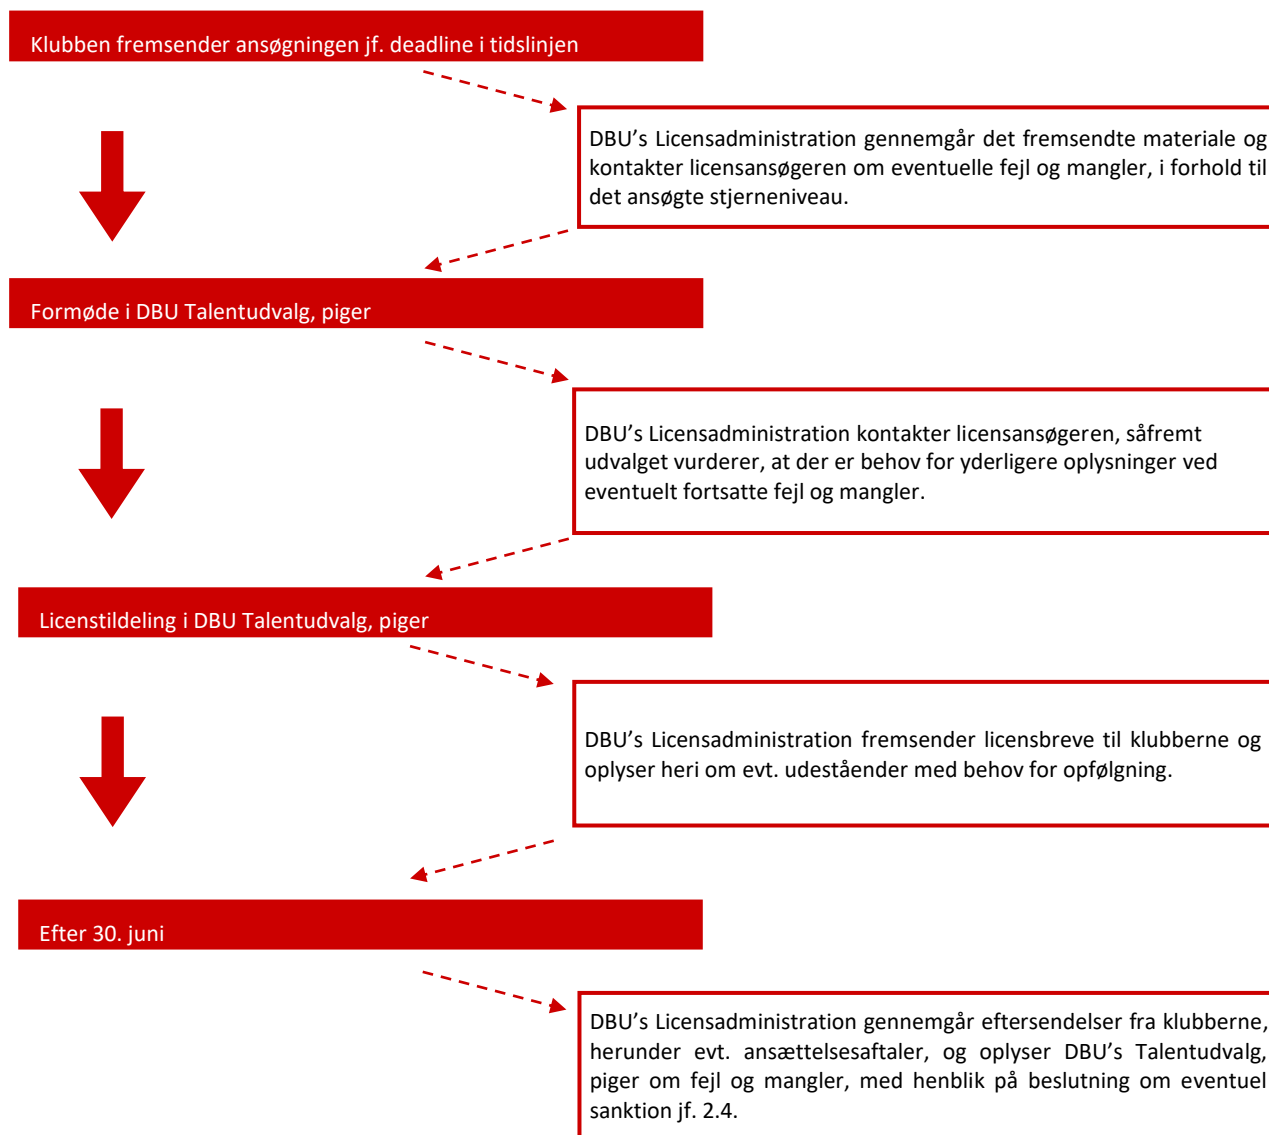 Klubben fremsender ansøgningen jf. deadline i tidslinjen
DBU’s Licensadministration gennemgår det fremsendte materiale og
kontakter licensansøgeren om eventuelle fejl og mangler, i forhold til
det ansøgte stjerneniveau.
Formøde i DBU Talentudvalg, piger
DBU’s Licensadministration kontakter licensansøgeren, såfremt
udvalget vurderer, at der er behov for yderligere oplysninger ved
eventuelt fortsatte fejl og mangler.
Licenstildeling i DBU Talentudvalg, piger
DBU’s Licensadministration fremsender licensbreve til klubberne og
oplyser heri om evt. udeståender med behov for opfølgning.
Efter 30. juni
DBU’s Licensadministration gennemgår eftersendelser fra klubberne,
herunder evt. ansættelsesaftaler, og oplyser DBU’s Talentudvalg,
piger om fejl og mangler, med henblik på beslutning om eventuel
sanktion jf. 2.4.